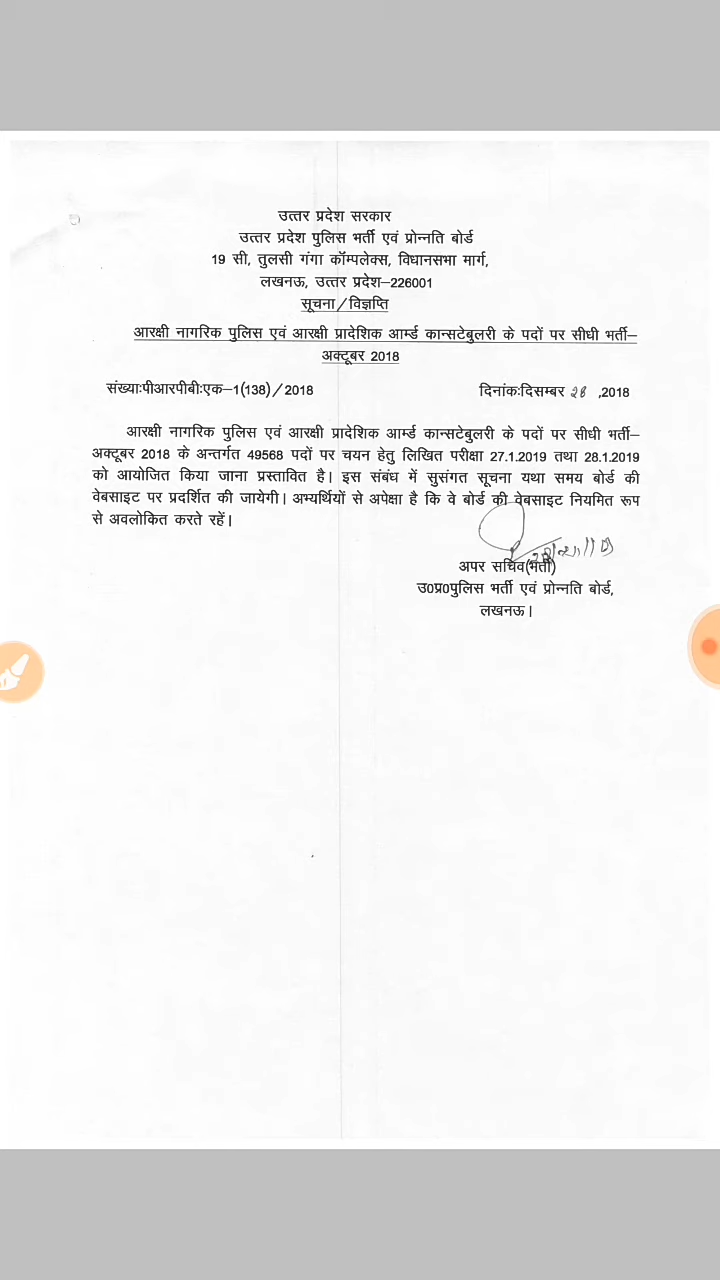 उत्तर प्रदेश सरकार
उत्तर प्रदेश पुलिस भर्ती एवं प्रोन्नति बोर्ड
19 सी, तुलसी गंगा कॉम्पलेक्स, विधानसभा मार्ग,
लखनऊ, उत्तर प्रदेश–226001
सूचना/विज्ञप्ति
आरक्षी नागरिक पुलिस एवं आरक्षी प्रादेशिक आर्म्ड कान्सटेबुलरी के पदों पर सीधी भर्ती–
अक्टूबर 2018
संख्याःपीआरपीबीःएक–1(138)/2018 दिनांकःदिसम्बर 28 ,2018
आरक्षी नागरिक पुलिस एवं आरक्षी प्रादेशिक आर्म्ड कान्सटेबुलरी के पदों पर सीधी भर्ती–
अक्टूबर 2018 के अन्तर्गत 49568 पदों पर चयन हेतु लिखित परीक्षा 27.1.2019 तथा 28.1.2019
को आयोजित किया जाना प्रस्तावित है। इस संबंध में सुसंगत सूचना यथा समय बोर्ड की
वेबसाइट पर प्रदर्शित की जायेगी। अभ्यर्थियों से अपेक्षा है कि वे बोर्ड की वेबसाइट नियमित रूप
से अवलोकित करते रहें।
अपर सचिव(भर्ती)
उ0प्र0पुलिस भर्ती एवं प्रोन्नति बोर्ड,
लखनऊ।